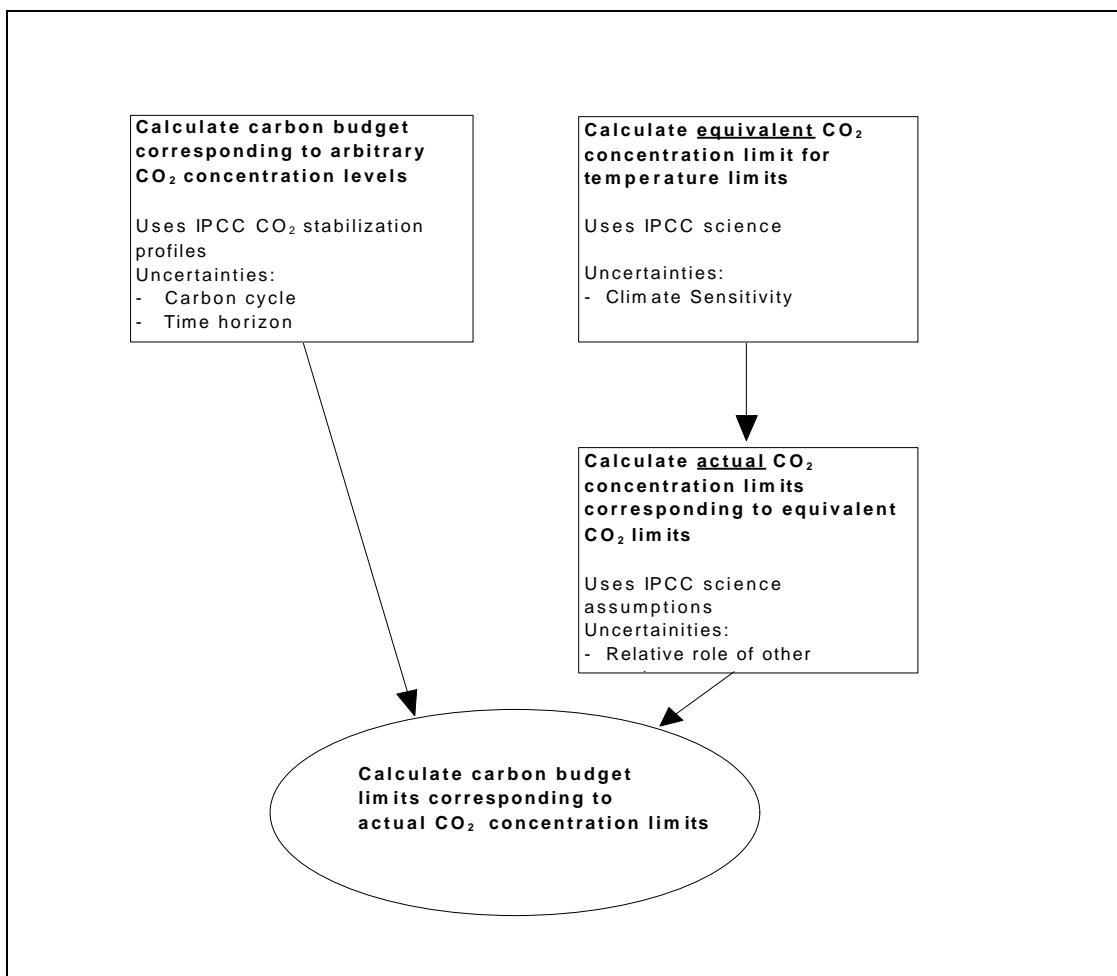 Calculate carbon budget
corresponding to arbitrary
CO₂ concentration levels
Uses IPCC CO₂ stabilization
profiles
Uncertainties:
- Carbon cycle
- Time horizon
Calculate equivalent CO₂
concentration limit for
temperature limits
Uses IPCC science
Uncertainties:
- Climate Sensitivity
Calculate actual CO₂
concentration limits
corresponding to equivalent
CO₂ limits
Uses IPCC science
assumptions
Uncertainities:
- Relative role of other
Calculate carbon budget
limits corresponding to
actual CO₂ concentration limits